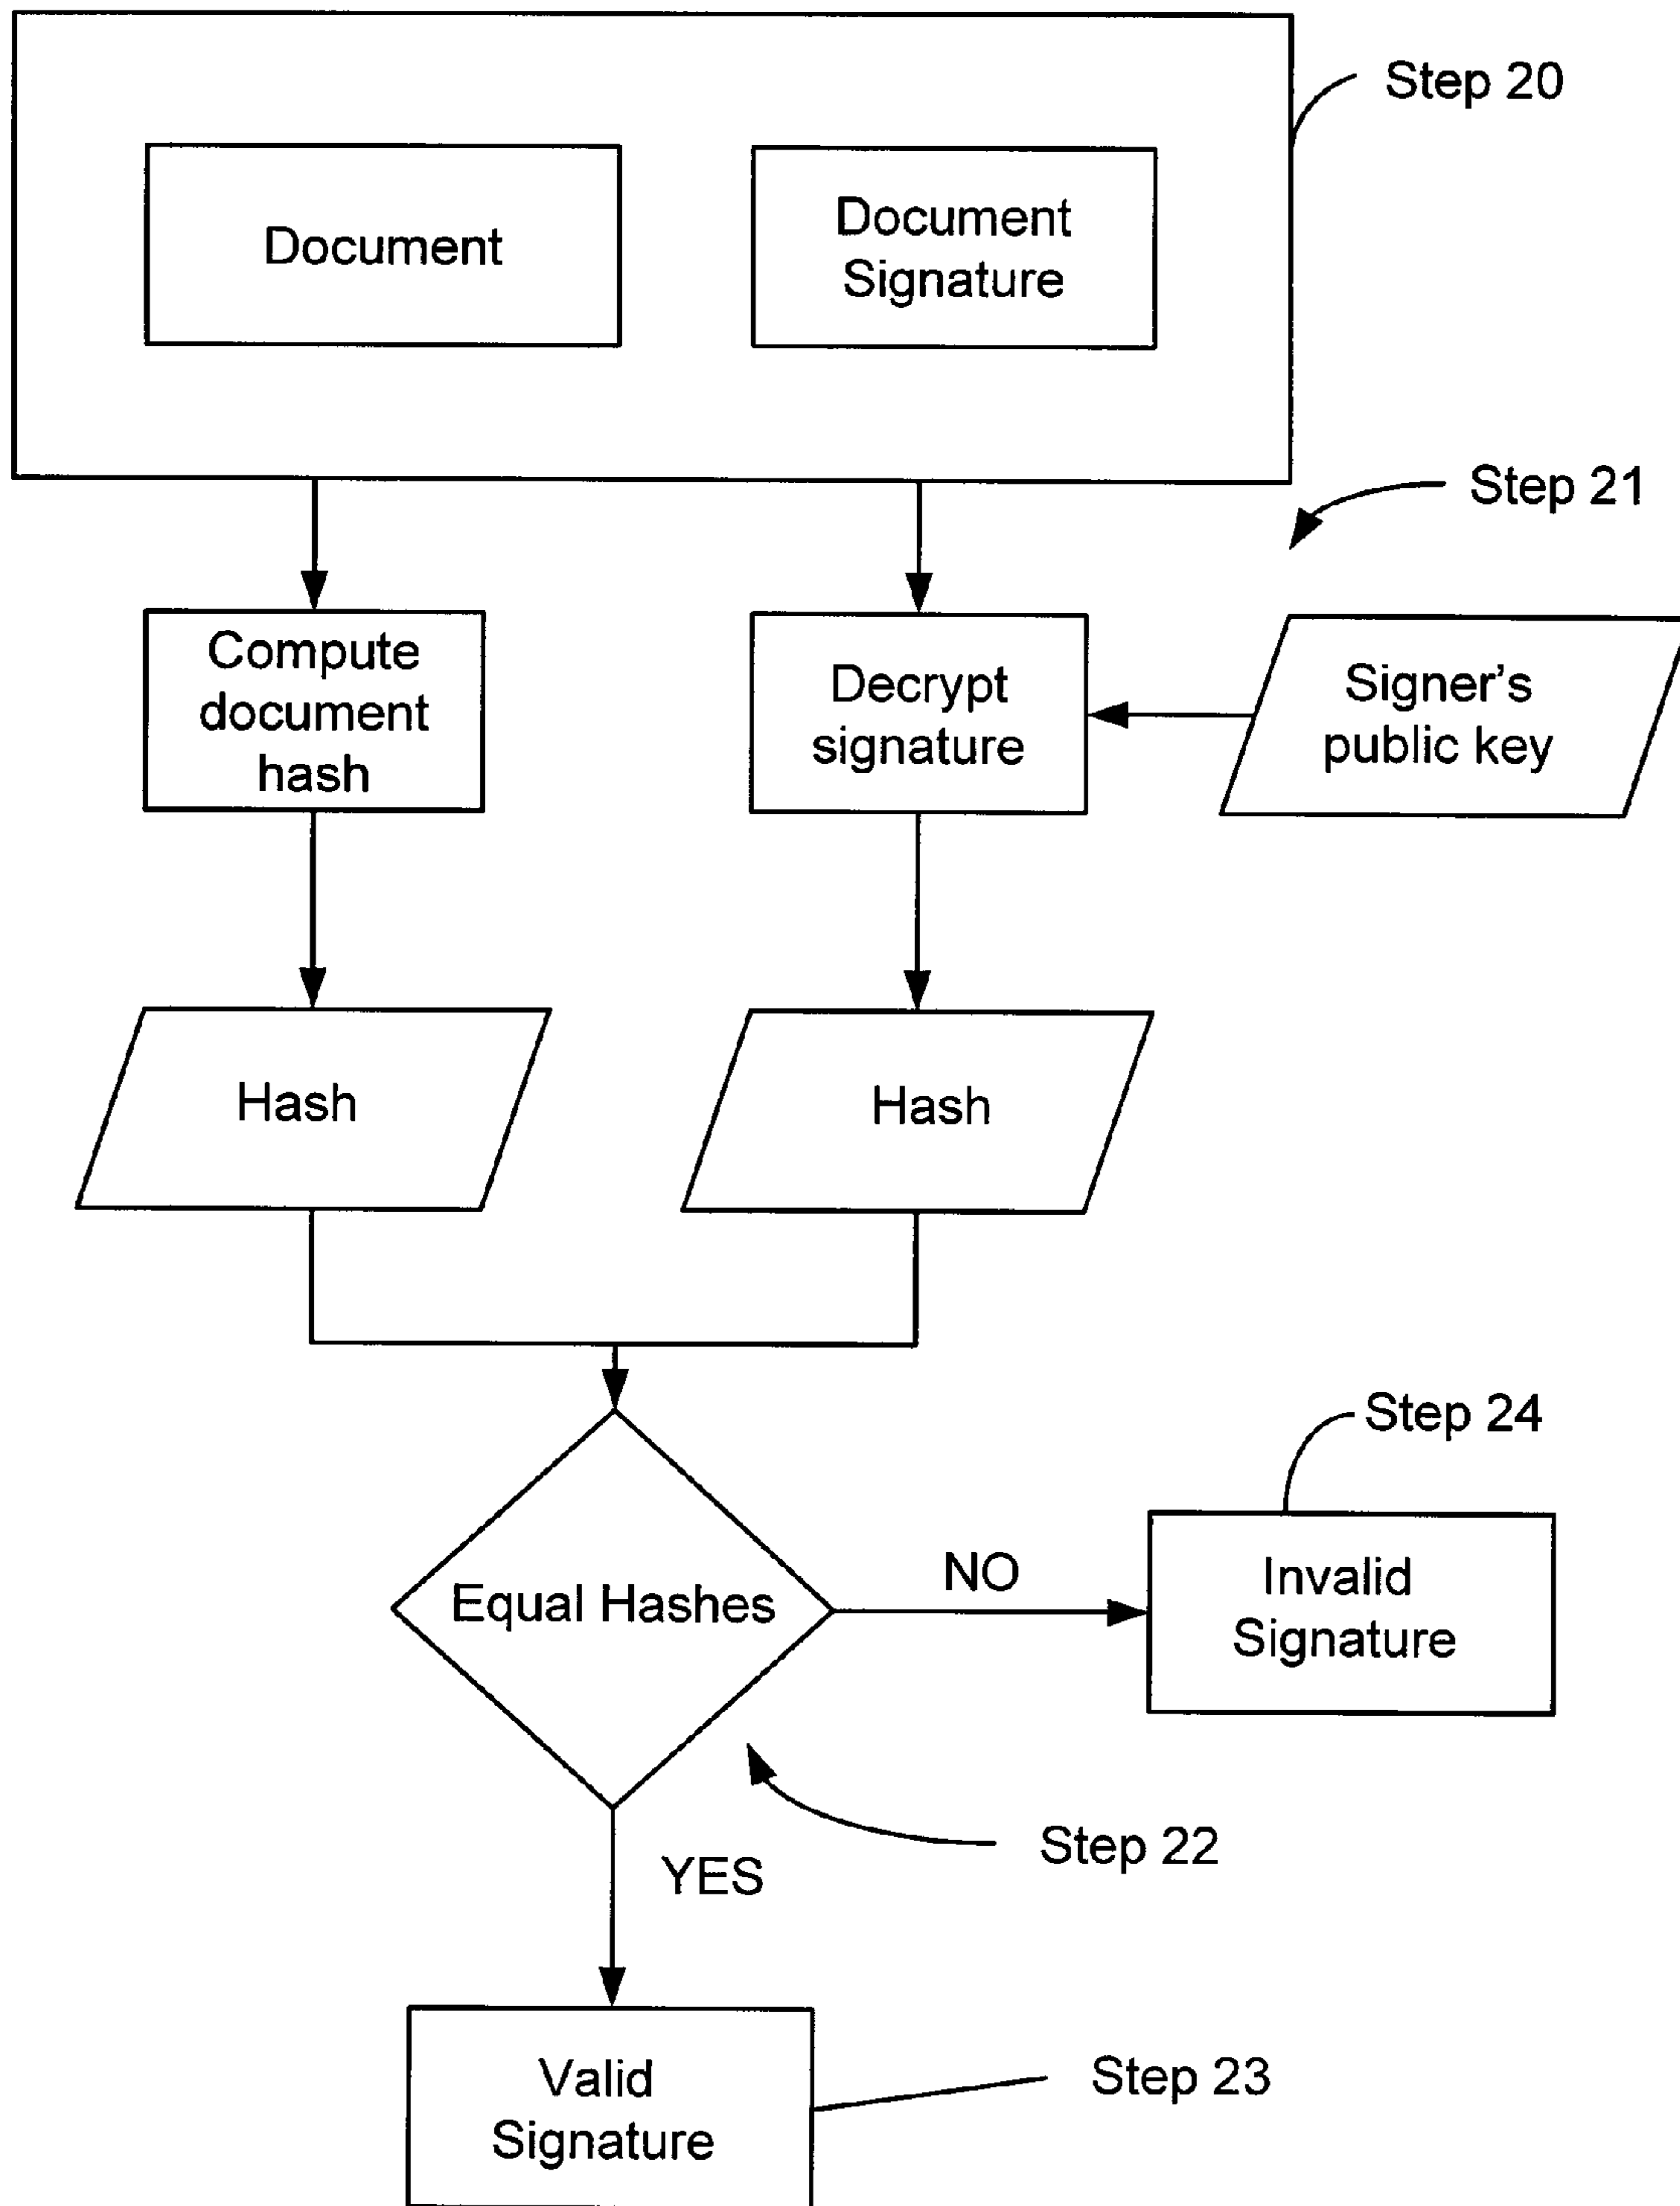 Step 20
Document
Document
Signature
Step 21
Compute
document
hash
Decrypt
signature
Signer's
public key
Hash
Hash
Step 24
Equal Hashes
NO
Invalid
Signature
Step 22
YES
Valid
Signature
Step 23